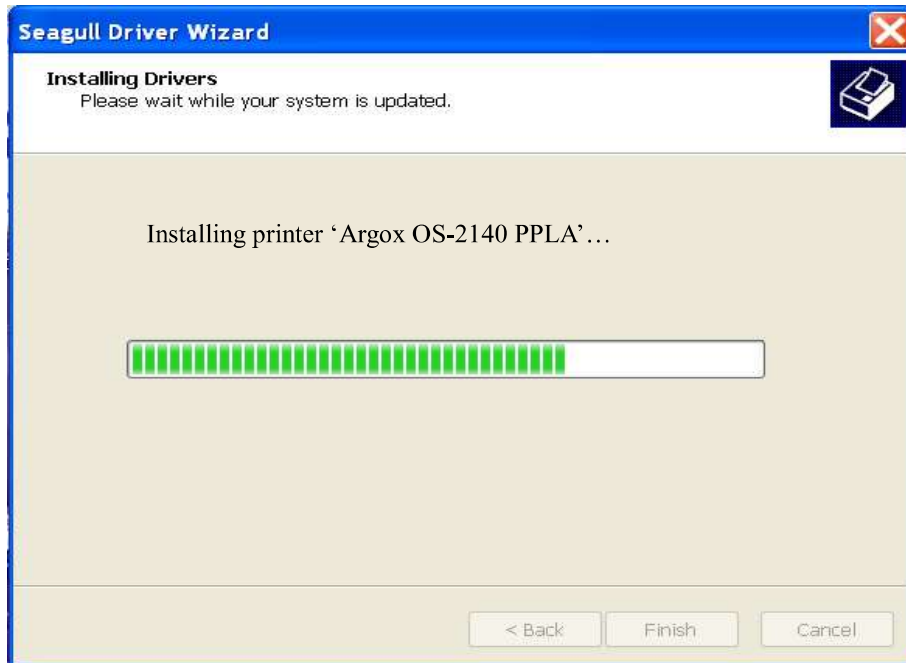 Seagull Driver Wizard
Installing Drivers
Please wait while your system is updated.
Installing printer ‘Argox OS-2140 PPLA’…
< Back
Finish
Cancel